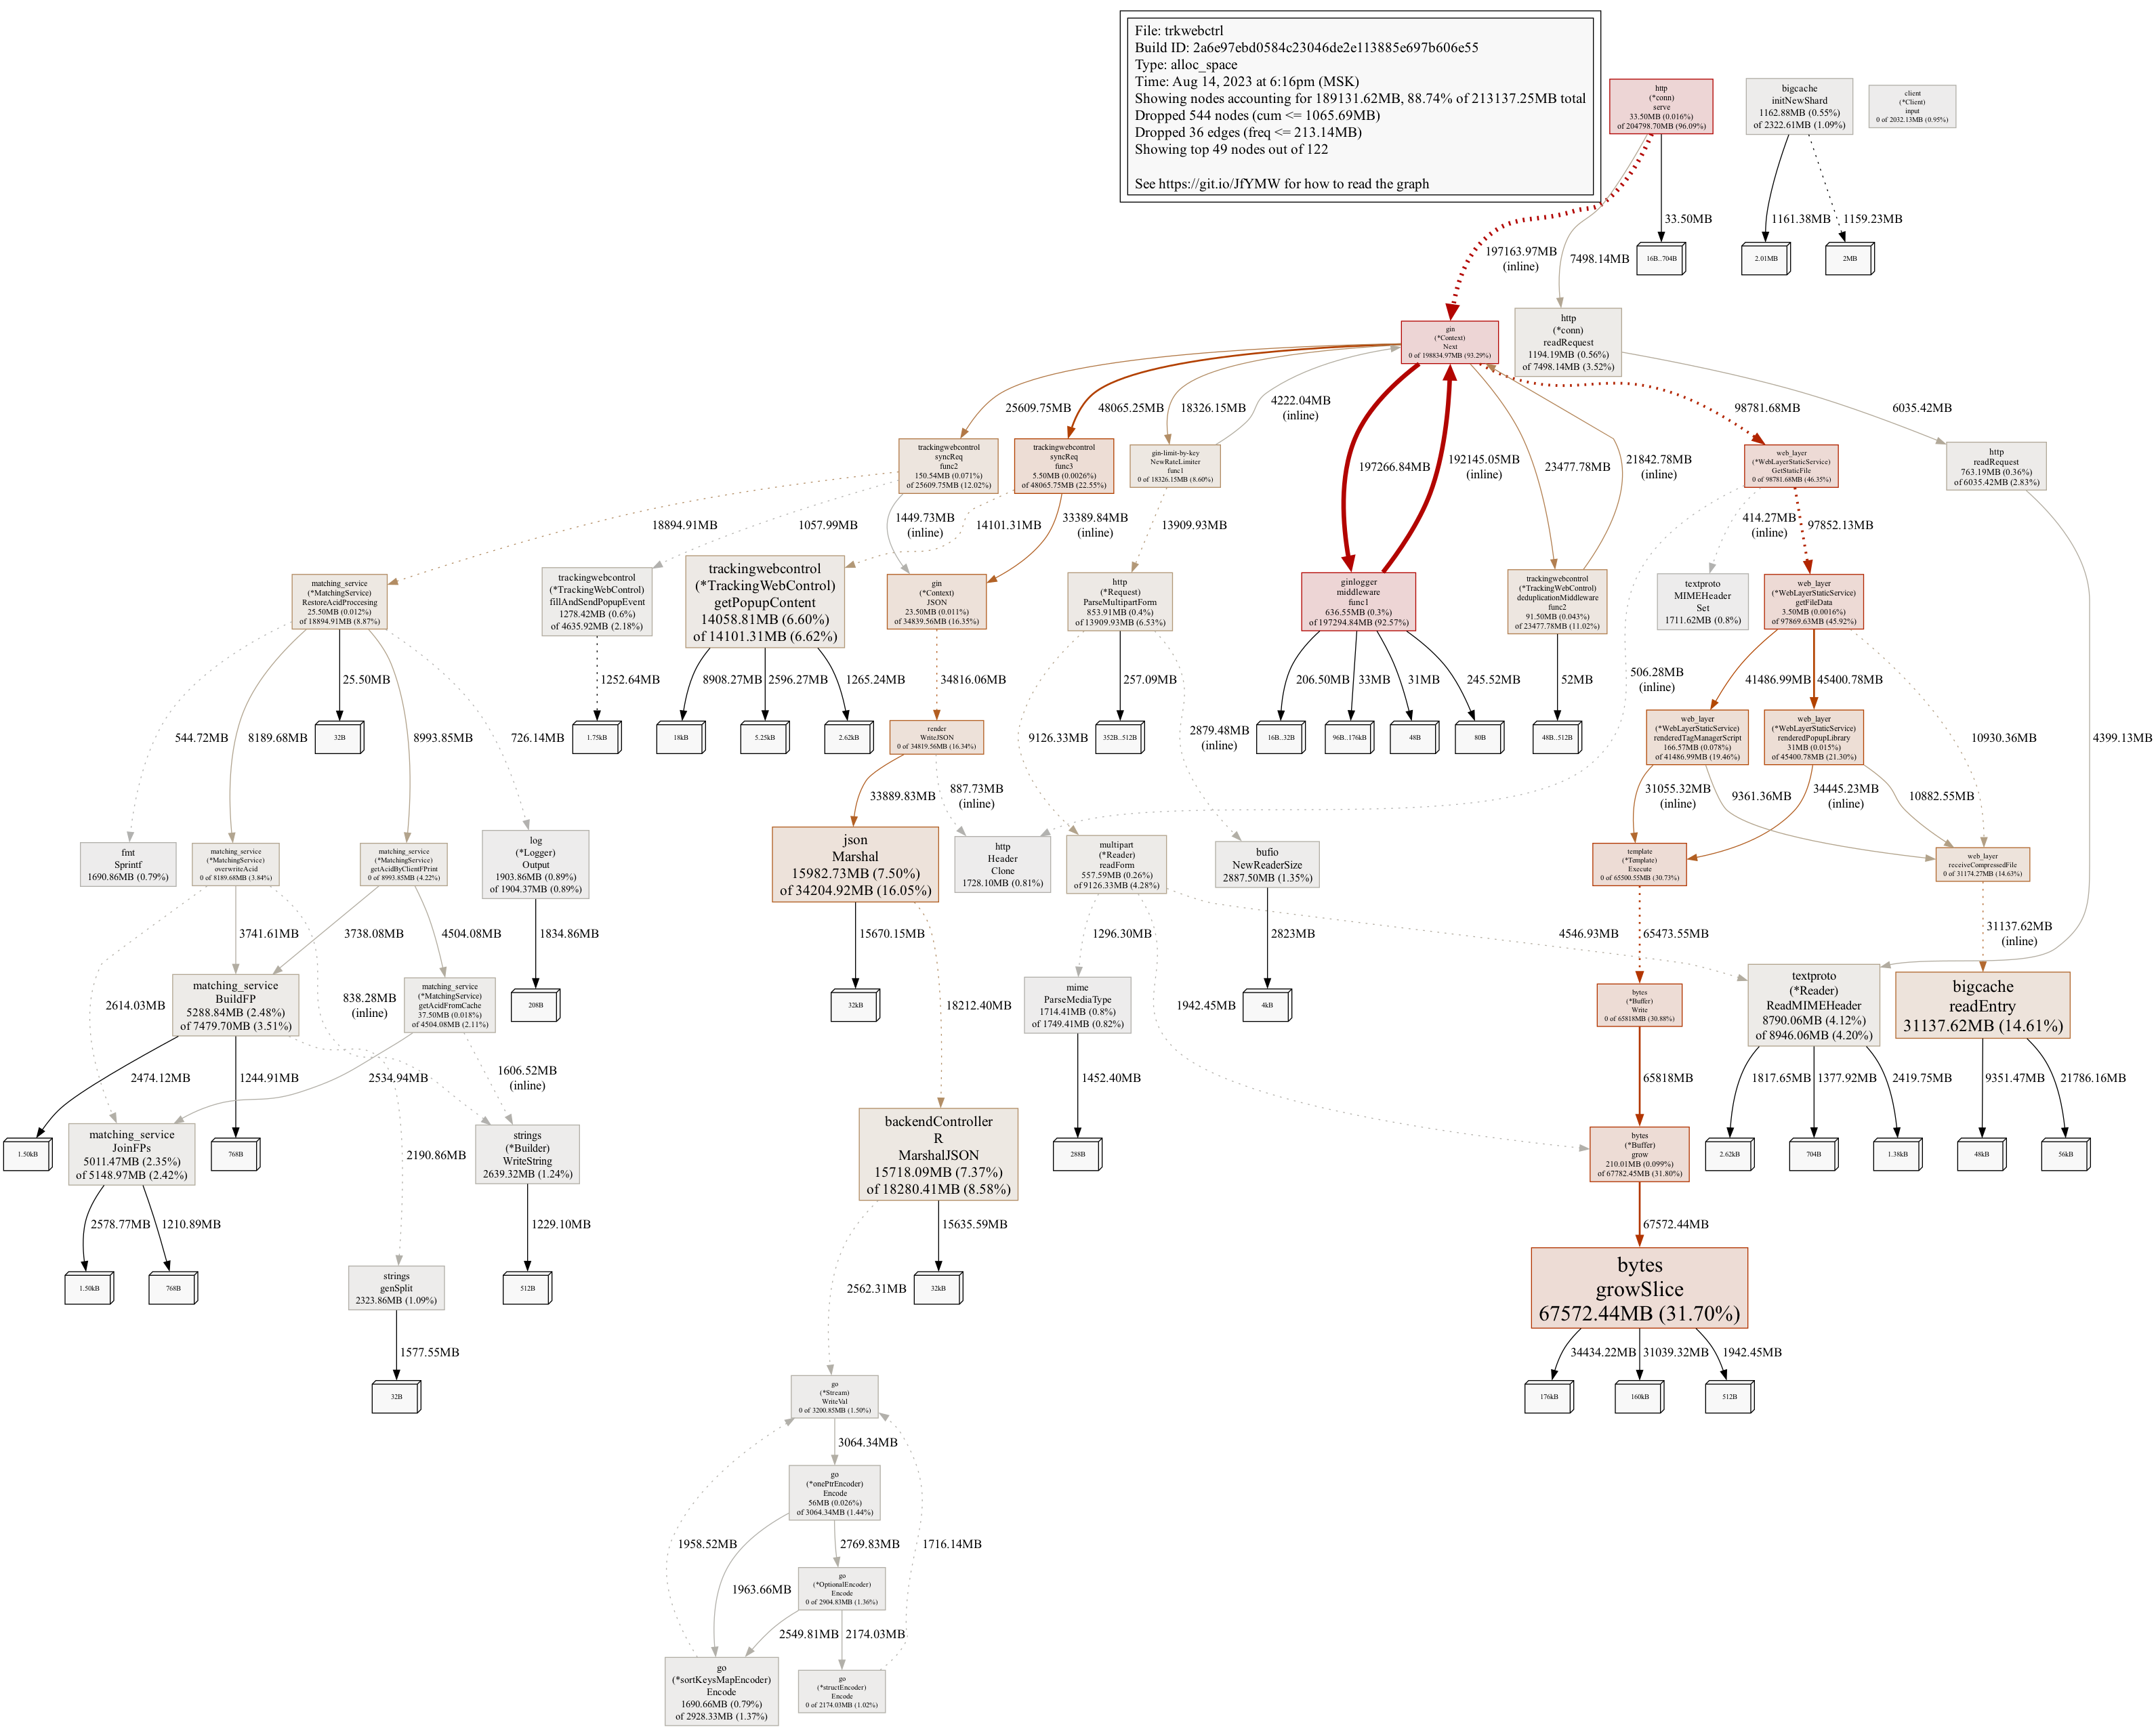 File: trkwebctrl
Build ID: 2a6e97ebd0584c23046de2e113885e697b606e55
Type: alloc_space
Time: Aug 14, 2023 at 6:16pm (MSK)
Showing nodes accounting for 189131.62MB, 88.74% of 213137.25MB total
Dropped 544 nodes (cum <= 1065.69MB)
Dropped 36 edges (freq <= 213.14MB)
Showing top 49 nodes out of 122
See https://git.io/JfYMW for how to read the graph
http
(*conn)
serve
33.50MB (0.016%)
of 204798.70MB (96.09%)
bigcache
initNewShard
1162.88MB (0.55%)
of 2322.61MB (1.09%)
client
(*Client)
input
0 of 2032.13MB (0.95%)
197163.97MB
(inline)
7498.14MB
33.50MB
1161.38MB
1159.23MB
16B..704B
2.01MB
2MB
gin
(*Context)
Next
0 of 198834.97MB (93.29%)
http
(*conn)
readRequest
1194.19MB (0.56%)
of 7498.14MB (3.52%)
25609.75MB
48065.25MB
18326.15MB
4222.04MB
(inline)
197266.84MB
192145.05MB
(inline)
23477.78MB
21842.78MB
(inline)
98781.68MB
6035.42MB
trackingwebcontrol
syncReq
func2
150.54MB (0.071%)
of 25609.75MB (12.02%)
trackingwebcontrol
syncReq
func3
5.50MB (0.0026%)
of 48065.75MB (22.55%)
gin-limit-by-key
NewRateLimiter
func1
0 of 18326.15MB (8.60%)
web_layer
(*WebLayerStaticService)
GetStaticFile
0 of 98781.68MB (46.35%)
http
readRequest
763.19MB (0.36%)
of 6035.42MB (2.83%)
18894.91MB
1057.99MB
1449.73MB
(inline)
14101.31MB
33389.84MB
(inline)
13909.93MB
414.27MB
(inline)
97852.13MB
matching_service
(*MatchingService)
RestoreAcidProccesing
25.50MB (0.012%)
of 18894.91MB (8.87%)
trackingwebcontrol
(*TrackingWebControl)
fillAndSendPopupEvent
1278.42MB (0.6%)
of 4635.92MB (2.18%)
trackingwebcontrol
(*TrackingWebControl)
getPopupContent
14058.81MB (6.60%)
of 14101.31MB (6.62%)
gin
(*Context)
JSON
23.50MB (0.011%)
of 34839.56MB (16.35%)
http
(*Request)
ParseMultipartForm
853.91MB (0.4%)
of 13909.93MB (6.53%)
ginlogger
middleware
func1
636.55MB (0.3%)
of 197294.84MB (92.57%)
trackingwebcontrol
(*TrackingWebControl)
deduplicationMiddleware
func2
91.50MB (0.043%)
of 23477.78MB (11.02%)
textproto
MIMEHeader
Set
1711.62MB (0.8%)
web_layer
(*WebLayerStaticService)
getFileData
3.50MB (0.0016%)
of 97869.63MB (45.92%)
544.72MB
8189.68MB
25.50MB
8993.85MB
726.14MB
1252.64MB
8908.27MB
2596.27MB
1265.24MB
34816.06MB
9126.33MB
257.09MB
2879.48MB
(inline)
206.50MB
33MB
31MB
245.52MB
52MB
506.28MB
(inline)
41486.99MB
45400.78MB
10930.36MB
4399.13MB
32B
1.75kB
18kB
5.25kB
2.62kB
render
WriteJSON
0 of 34819.56MB (16.34%)
352B..512B
16B..32B
96B..176kB
48B
80B
48B..512B
web_layer
(*WebLayerStaticService)
renderedTagManagerScript
166.57MB (0.078%)
of 41486.99MB (19.46%)
web_layer
(*WebLayerStaticService)
renderedPopupLibrary
31MB (0.015%)
of 45400.78MB (21.30%)
33889.83MB
887.73MB
(inline)
31055.32MB
(inline)
9361.36MB
34445.23MB
(inline)
10882.55MB
fmt
Sprintf
1690.86MB (0.79%)
matching_service
(*MatchingService)
overwriteAcid
0 of 8189.68MB (3.84%)
matching_service
(*MatchingService)
getAcidByClientFPrint
0 of 8993.85MB (4.22%)
log
(*Logger)
Output
1903.86MB (0.89%)
of 1904.37MB (0.89%)
json
Marshal
15982.73MB (7.50%)
of 34204.92MB (16.05%)
http
Header
Clone
1728.10MB (0.81%)
multipart
(*Reader)
readForm
557.59MB (0.26%)
of 9126.33MB (4.28%)
bufio
NewReaderSize
2887.50MB (1.35%)
template
(*Template)
Execute
0 of 65500.55MB (30.73%)
web_layer
receiveCompressedFile
0 of 31174.27MB (14.63%)
3741.61MB
3738.08MB
4504.08MB
1834.86MB
15670.15MB
1296.30MB
2823MB
4546.93MB
65473.55MB
31137.62MB
(inline)
2614.03MB
838.28MB
(inline)
18212.40MB
1942.45MB
matching_service
BuildFP
5288.84MB (2.48%)
of 7479.70MB (3.51%)
matching_service
(*MatchingService)
getAcidFromCache
37.50MB (0.018%)
of 4504.08MB (2.11%)
208B
32kB
mime
ParseMediaType
1714.41MB (0.8%)
of 1749.41MB (0.82%)
4kB
bytes
(*Buffer)
Write
0 of 65818MB (30.88%)
textproto
(*Reader)
ReadMIMEHeader
8790.06MB (4.12%)
of 8946.06MB (4.20%)
bigcache
readEntry
31137.62MB (14.61%)
2474.12MB
1244.91MB
2534.94MB
1606.52MB
(inline)
1452.40MB
65818MB
1817.65MB
1377.92MB
2419.75MB
9351.47MB
21786.16MB
1.50kB
matching_service
JoinFPs
5011.47MB (2.35%)
of 5148.97MB (2.42%)
768B
2190.86MB
strings
(*Builder)
WriteString
2639.32MB (1.24%)
backendController
R
MarshalJSON
15718.09MB (7.37%)
of 18280.41MB (8.58%)
288B
bytes
(*Buffer)
grow
210.01MB (0.099%)
of 67782.45MB (31.80%)
2.62kB
704B
1.38kB
48kB
56kB
2578.77MB
1210.89MB
1229.10MB
2562.31MB
15635.59MB
67572.44MB
1.50kB
768B
strings
genSplit
2323.86MB (1.09%)
512B
32kB
bytes
growSlice
67572.44MB (31.70%)
1577.55MB
34434.22MB
31039.32MB
1942.45MB
32B
go
(*Stream)
WriteVal
0 of 3200.85MB (1.50%)
176kB
160kB
512B
3064.34MB
go
(*onePtrEncoder)
Encode
56MB (0.026%)
of 3064.34MB (1.44%)
1958.52MB
2769.83MB
1716.14MB
1963.66MB
go
(*OptionalEncoder)
Encode
0 of 2904.83MB (1.36%)
2549.81MB
2174.03MB
go
(*sortKeysMapEncoder)
Encode
1690.66MB (0.79%)
of 2928.33MB (1.37%)
go
(*structEncoder)
Encode
0 of 2174.03MB (1.02%)